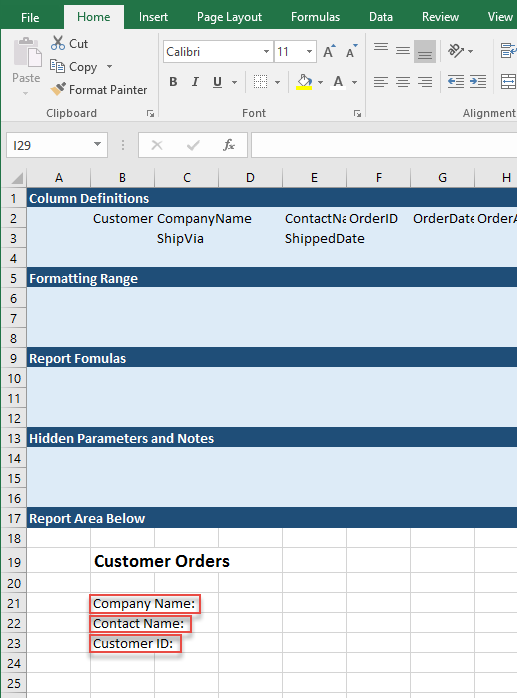 File Home Insert Page Layout Formulas Data Review View
Cut
Copy
Format Painter
Paste
Calibri 11 A A
B I U A
Clipboard Font Alignment
I29 fx
A B C D E F G H
1 Column Definitions
2 Customer CompanyName ContactNa OrderID OrderDate OrderA
3 ShipVia ShippedDate
4
5 Formatting Range
6
7
8
9 Report Fomulas
10
11
12
13 Hidden Parameters and Notes
14
15
16
17 Report Area Below
18
19 Customer Orders
20
21 Company Name:
22 Contact Name:
23 Customer ID:
24
25